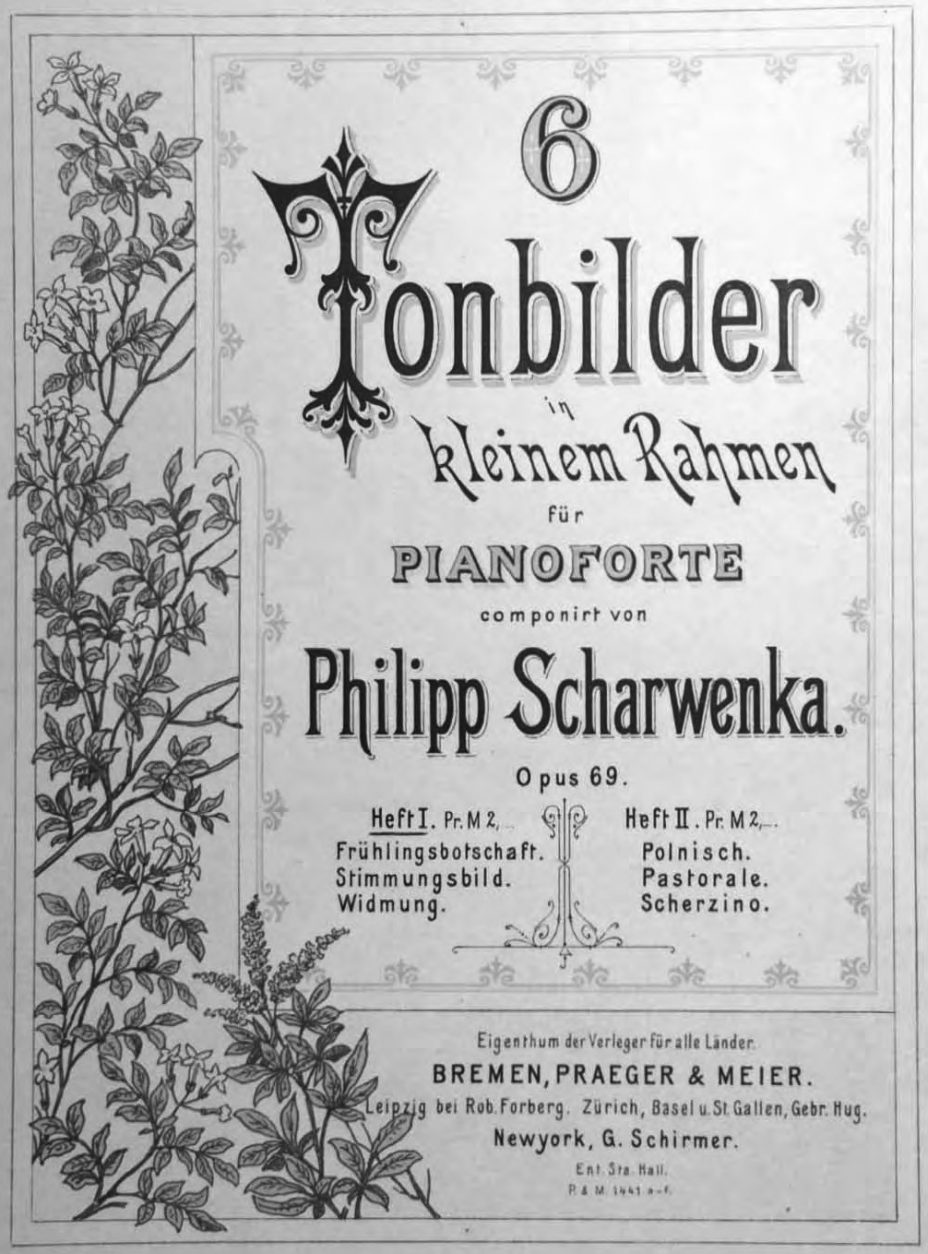 6
Tonbilder
in
kleinem Rahmen
für
PIANOFORTE
componirt von
Philipp Scharwenka.
Opus 69.
Heft I. Pr. M 2,_.
Frühlingsbotschaft.
Stimmungsbild.
Widmung.
Heft II. Pr. M 2,_.
Polnisch.
Pastorale.
Scherzino.
Eigenthum der Verleger für alle Länder.
BREMEN, PRAEGER & MEIER.
Leipzig bei Rob. Forberg. Zürich, Basel u. St. Gallen, Gebr. Hug.
Newyork, G. Schirmer.
Ent. Sta. Hall.
P. & M. 1441 a-f.